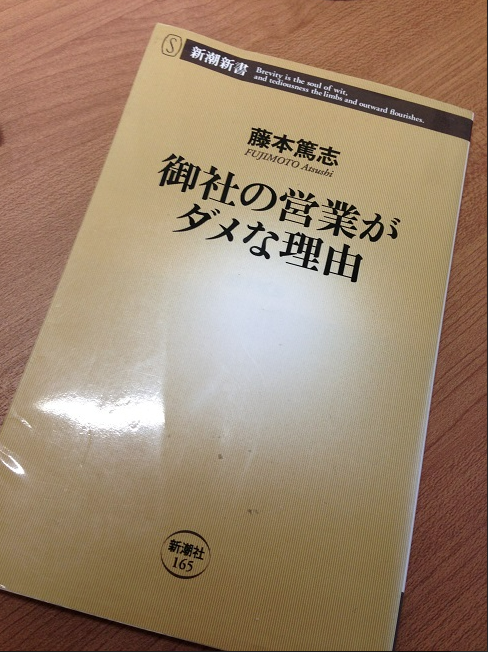 S
新潮新書
Brevity is the soul of wit,
and tediousness the limbs and outward flourishes.
藤本篤志
FUJIMOTO Atsushi
御社の営業が
ダメな理由
新潮社
165